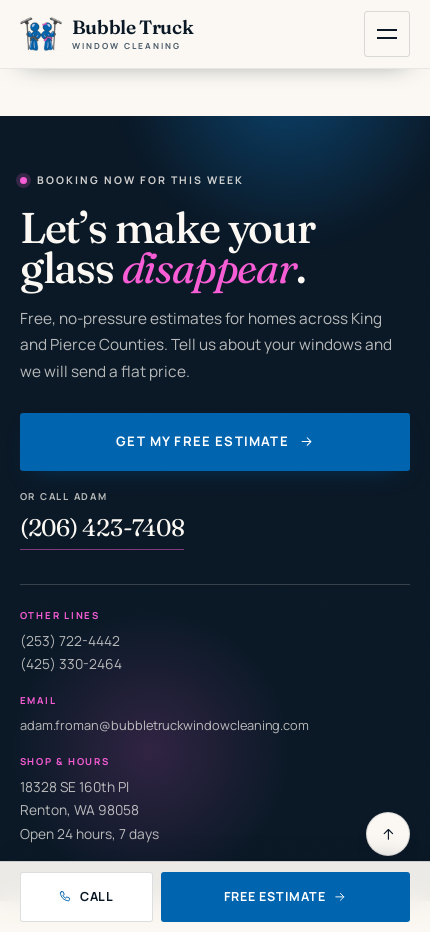 Bubble Truck
WINDOW CLEANING
BOOKING NOW FOR THIS WEEK
Let’s make your
glass disappear.
Free, no-pressure estimates for homes across King
and Pierce Counties. Tell us about your windows and
we will send a flat price.
GET MY FREE ESTIMATE →
OR CALL ADAM
(206) 423-7408
OTHER LINES
(253) 722-4442
(425) 330-2464
EMAIL
adam.froman@bubbletruckwindowcleaning.com
SHOP & HOURS
18328 SE 160th Pl
Renton, WA 98058
Open 24 hours, 7 days
↑
CALL
FREE ESTIMATE →